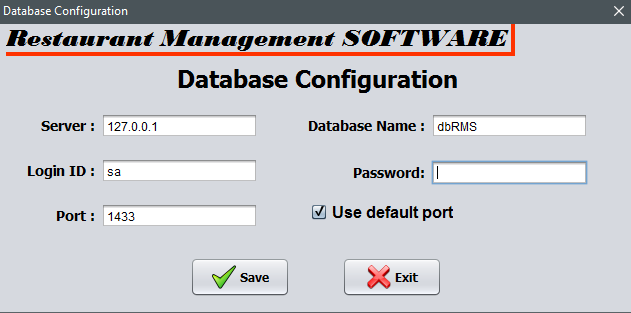 Database Configuration
Restaurant Management SOFTWARE
Database Configuration
Server : 127.0.0.1 Database Name : dbRMS
Login ID : sa Password:
Port : 1433 Use default port
Save Exit